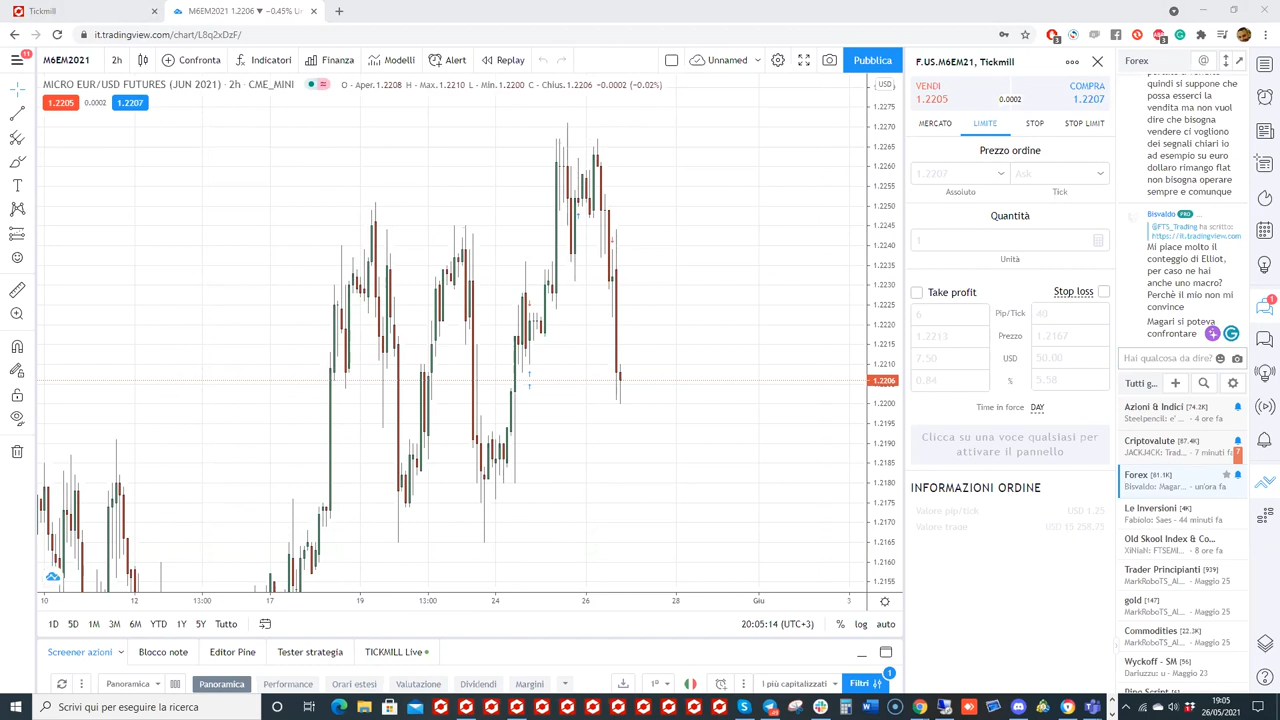 Tickmill
M6EM2021 1.2206 ▼ −0.45% Un
it.tradingview.com/chart/L8q2xDzF/
11
M6EM2021
2h
Confronta
Indicatori
Finanza
Modelli
Alert
Replay
Unnamed
Pubblica
MICRO EUR/USD FUTURES (JUN 2021) · 2h · CME_MINI
O - Aper.1.2208 H - Max.1.2210 L - Min.1.2200 C - Chius.1.2206 −0.0002 (−0.02%)
USD
1.2205
0.0002
1.2207
1.2275
1.2270
1.2265
1.2260
1.2255
1.2250
1.2245
1.2240
1.2235
1.2230
1.2225
1.2220
1.2215
1.2210
1.2206
1.2200
1.2195
1.2190
1.2185
1.2180
1.2175
1.2170
1.2165
1.2160
1.2155
10
12
13:00
17
19
13:00
24
26
28
Giu
3
1D
5D
1M
3M
6M
YTD
1Y
5Y
Tutto
20:05:14 (UTC+3)
%
log
auto
Screener azioni
Blocco note
Editor Pine
Tester strategia
TICKMILL Live
Panoramica
Panoramica
Performance
Orari estesi
Valutazione
Dividendi
Margini
1ᵃ
I più capitalizzati
Filtri
1
F.US.M6EM21, Tickmill
VENDI
1.2205
0.0002
COMPRA
1.2207
MERCATO
LIMITE
STOP
STOP LIMIT
Prezzo ordine
1.2207
Ask
Assoluto
Tick
Quantità
1
Unità
Take profit
Stop loss
6
Pip/Tick
40
1.2213
Prezzo
1.2167
7.50
USD
50.00
0.84
%
5.58
Time in force
DAY
Clicca su una voce qualsiasi per
attivare il pannello
INFORMAZIONI ORDINE
Valore pip/tick
USD 1.25
Forex
quindi si suppone che
possa esserci la
vendita ma non vuol
dire che bisogna
vendere ci vogliono
dei segnali chiari io
ad esempio su euro
dollaro rimango flat
non bisogna operare
sempre e comunque
Bisvaldo PRO ...
@FTS_Trading ha scritto:
https://it.tradingview.com
Mi piace molto il
conteggio di Elliot,
per caso ne hai
anche uno macro?
Perchè il mio non mi
convince
Magari si poteva
confrontare
Hai qualcosa da dire?
Tutti g...
Azioni & Indici [74.2K]
Steelpencil: e' ... - 4 ore fa
Criptovalute [87.4K]
JACKJ4CK: Trad... - 7 minuti fa
7
Forex [81.1K]
Bisvaldo: Magar... - un'ora fa
Le Inversioni [4K]
Fabiolo: Saes - 44 minuti fa
Old Skool Index & Co...
XiNiaN: FTSEMI... - 8 ore fa
Trader Principianti [939]
MarkRoboTS_Al... - Maggio 25
gold [147]
MarkRoboTS_Al... - Maggio 25
Commodities [22.3K]
MarkRoboTS_Al... - Maggio 25
Wyckoff - SM [56]
Dariuzzu: u - Maggio 23
1
Scrivi qui per eseguire la ricerca
19:05
26/05/2021